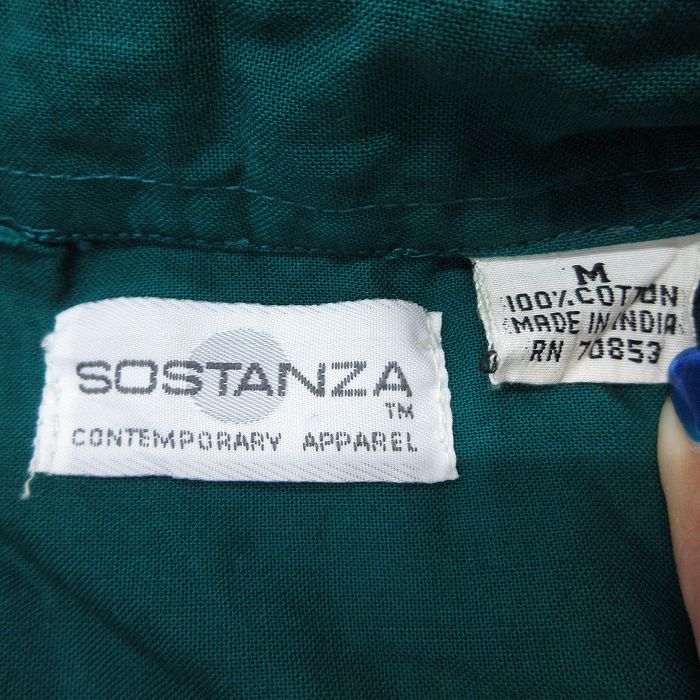 SOSTANZA
TM
CONTEMPORARY APPAREL
M
100% COTTON
MADE IN INDIA
RN 70853